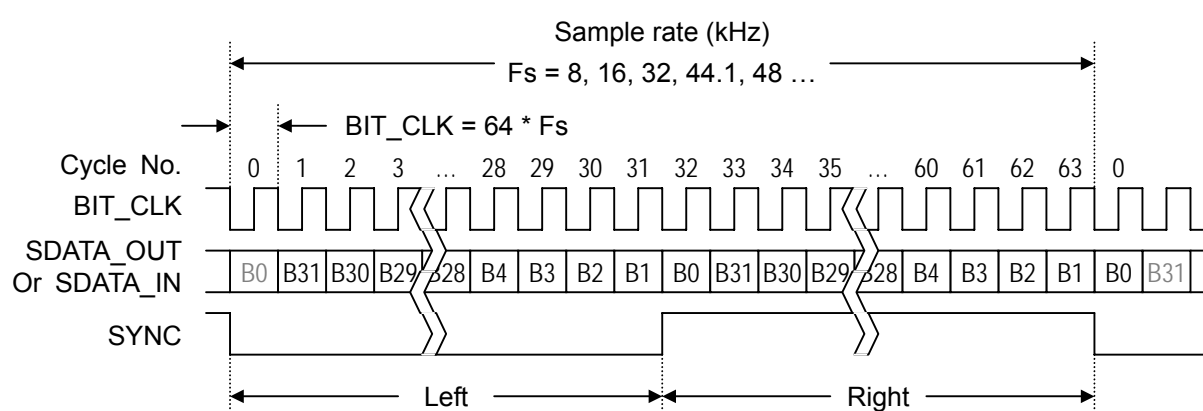 Sample rate (kHz)
Fs = 8, 16, 32, 44.1, 48 …
BIT_CLK = 64 * Fs
Cycle No. 0 1 2 3 … 28 29 30 31 32 33 34 35 … 60 61 62 63 0
BIT_CLK
SDATA_OUT
Or SDATA_IN
B0 B31 B30 B29 B28 B4 B3 B2 B1 B0 B31 B30 B29 B28 B4 B3 B2 B1 B0 B31
SYNC
Left Right